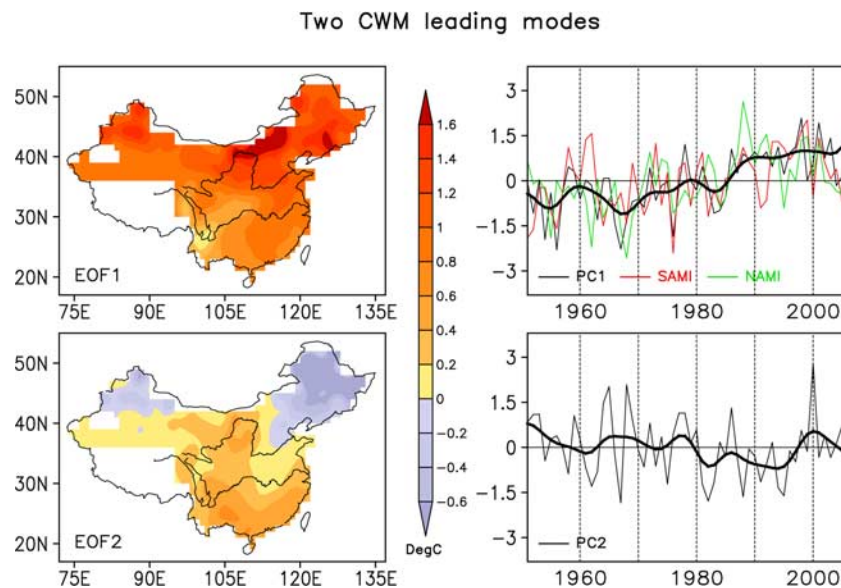 Two CWM leading modes
50N
40N
30N
20N
EOF1
75E 90E 105E 120E 135E
3
1.5
0
-1.5
-3
PC1 SAMI NAMI
1960 1980 2000
1.6
1.4
1.2
1
0.8
0.6
0.4
0.2
0
-0.2
-0.4
-0.6
DegC
50N
40N
30N
20N
EOF2
75E 90E 105E 120E 135E
3
1.5
0
-1.5
-3
PC2
1960 1980 2000